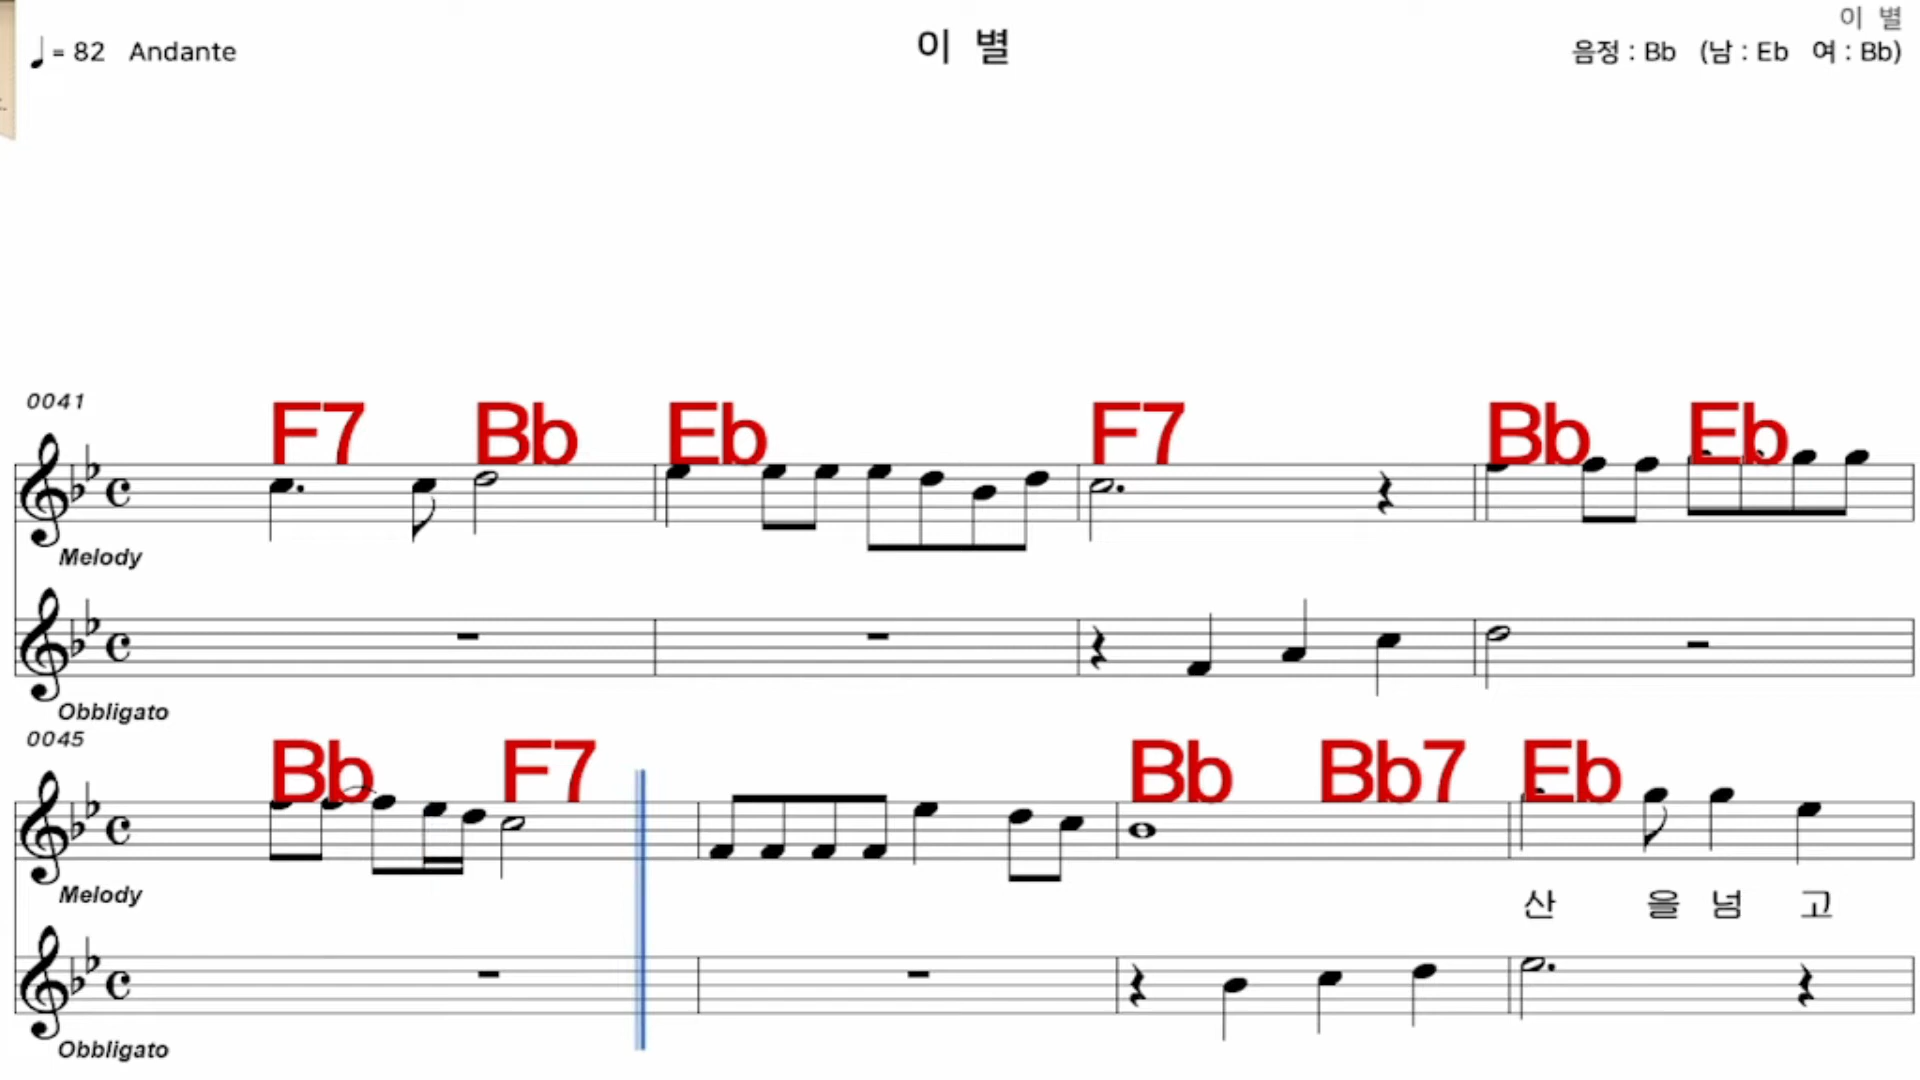 이 별
♩ = 82 Andante
이 별
음정 : Bb (남 : Eb 여 : Bb)
0041
F7 Bb Eb F7 Bb Eb
Melody
Obbligato
0045
Bb F7 Bb Bb7 Eb
Melody
산 을 넘 고
Obbligato